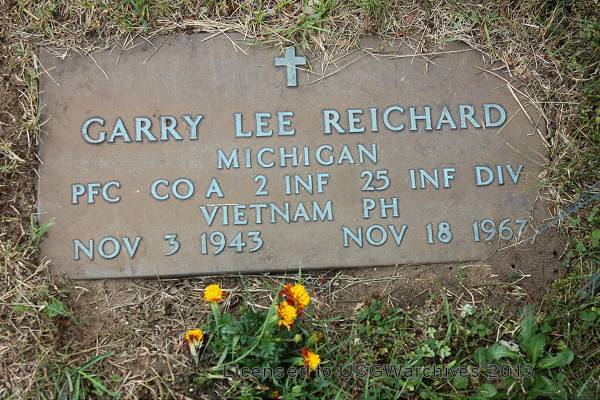 GARRY LEE REICHARD
MICHIGAN
PFC CO A 2 INF 25 INF DIV
VIETNAM PH
NOV 3 1943 NOV 18 1967
Licensed to USGWarchives 2013